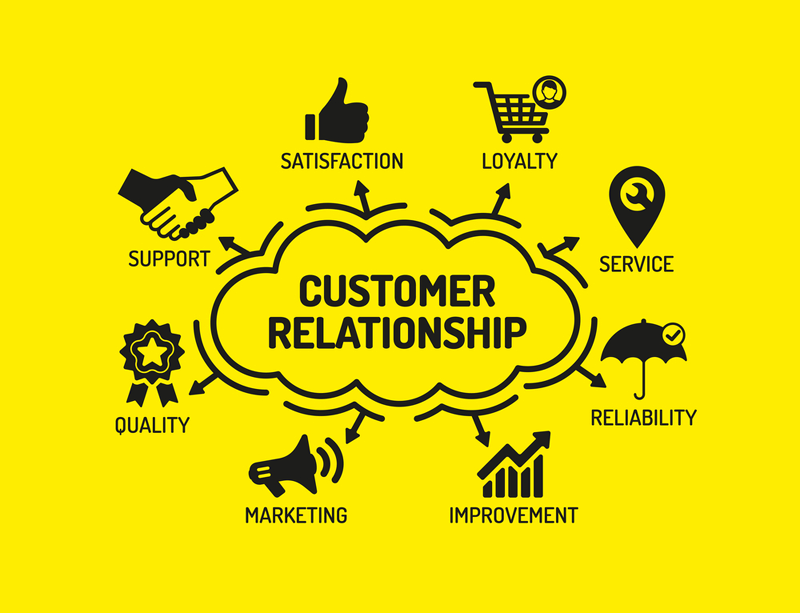 SATISFACTION
LOYALTY
SUPPORT
SERVICE
CUSTOMER
RELATIONSHIP
QUALITY
RELIABILITY
MARKETING
IMPROVEMENT